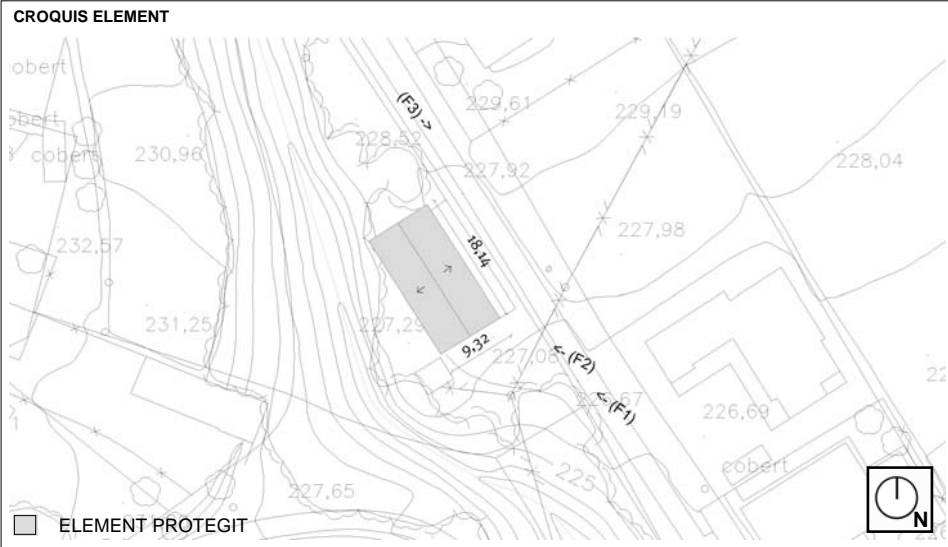 CROQUIS ELEMENT
cobert
(F3) ->
229,61
229,19
228,52
cobert
230,96
227,92
228,04
232,57
18,14
227,98
231,25
227,29
9,32
227,08
<- (F2)
<- (F1)
226,69
cobert
225
227,65
ELEMENT PROTEGIT
N